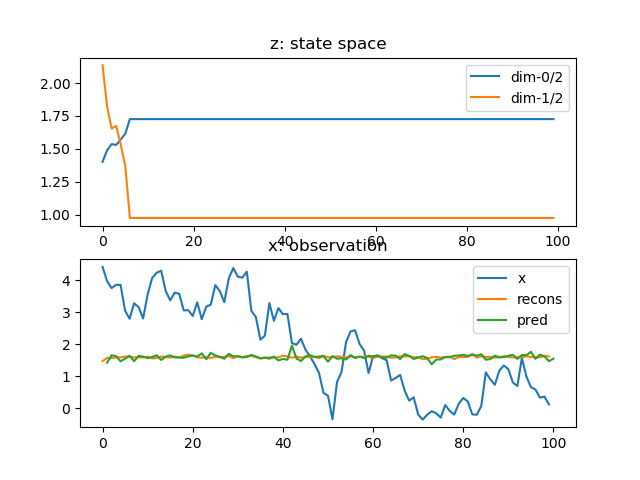 z: state space
2.00
1.75
1.50
1.25
1.00
dim-0/2
dim-1/2
0 20 40 60 80 100
x: observation
4
3
2
1
0
x
recons
pred
0 20 40 60 80 100